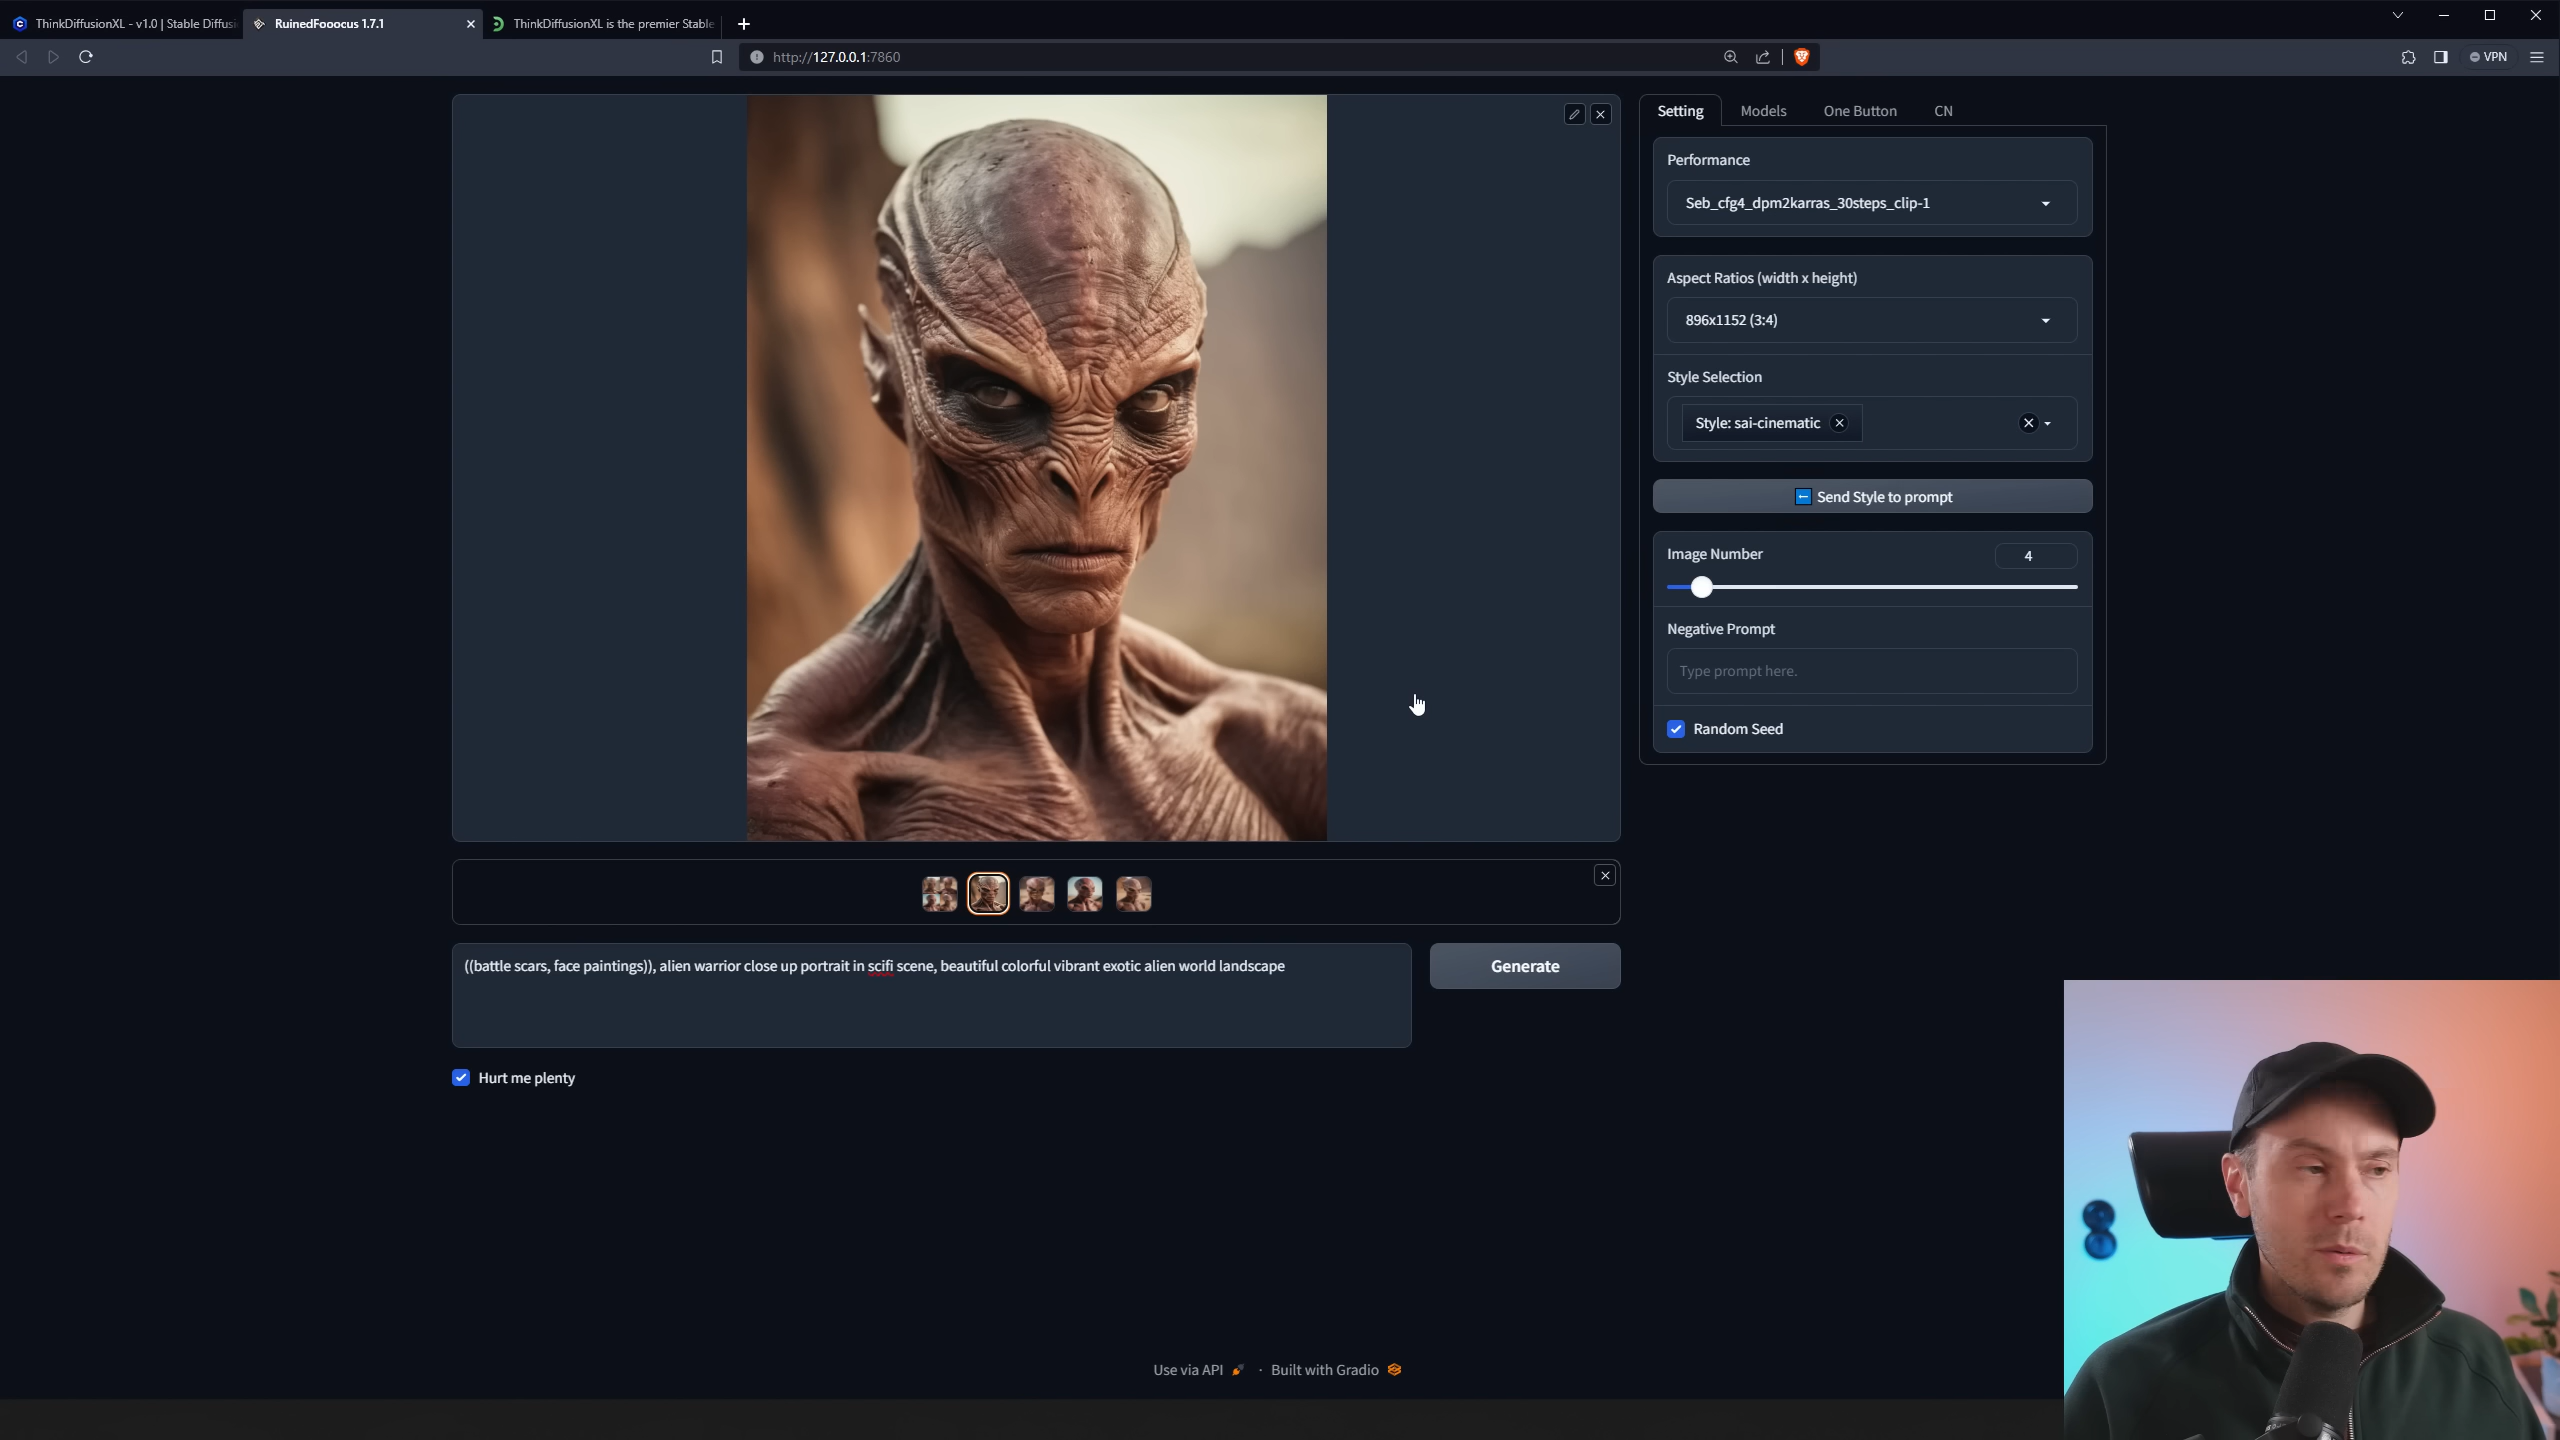 ThinkDiffusionXL - v1.0 | Stable Diffusi
RuinedFooocus 1.7.1
ThinkDiffusionXL is the premier Stable
http://127.0.0.1:7860
VPN
Setting
Models
One Button
CN
Performance
Seb_cfg4_dpm2karras_30steps_clip-1
Aspect Ratios (width x height)
896x1152 (3:4)
Style Selection
Style: sai-cinematic
Send Style to prompt
Image Number
4
Negative Prompt
Type prompt here.
Random Seed
((battle scars, face paintings)), alien warrior close up portrait in scifi scene, beautiful colorful vibrant exotic alien world landscape
Generate
Hurt me plenty
Use via API · Built with Gradio